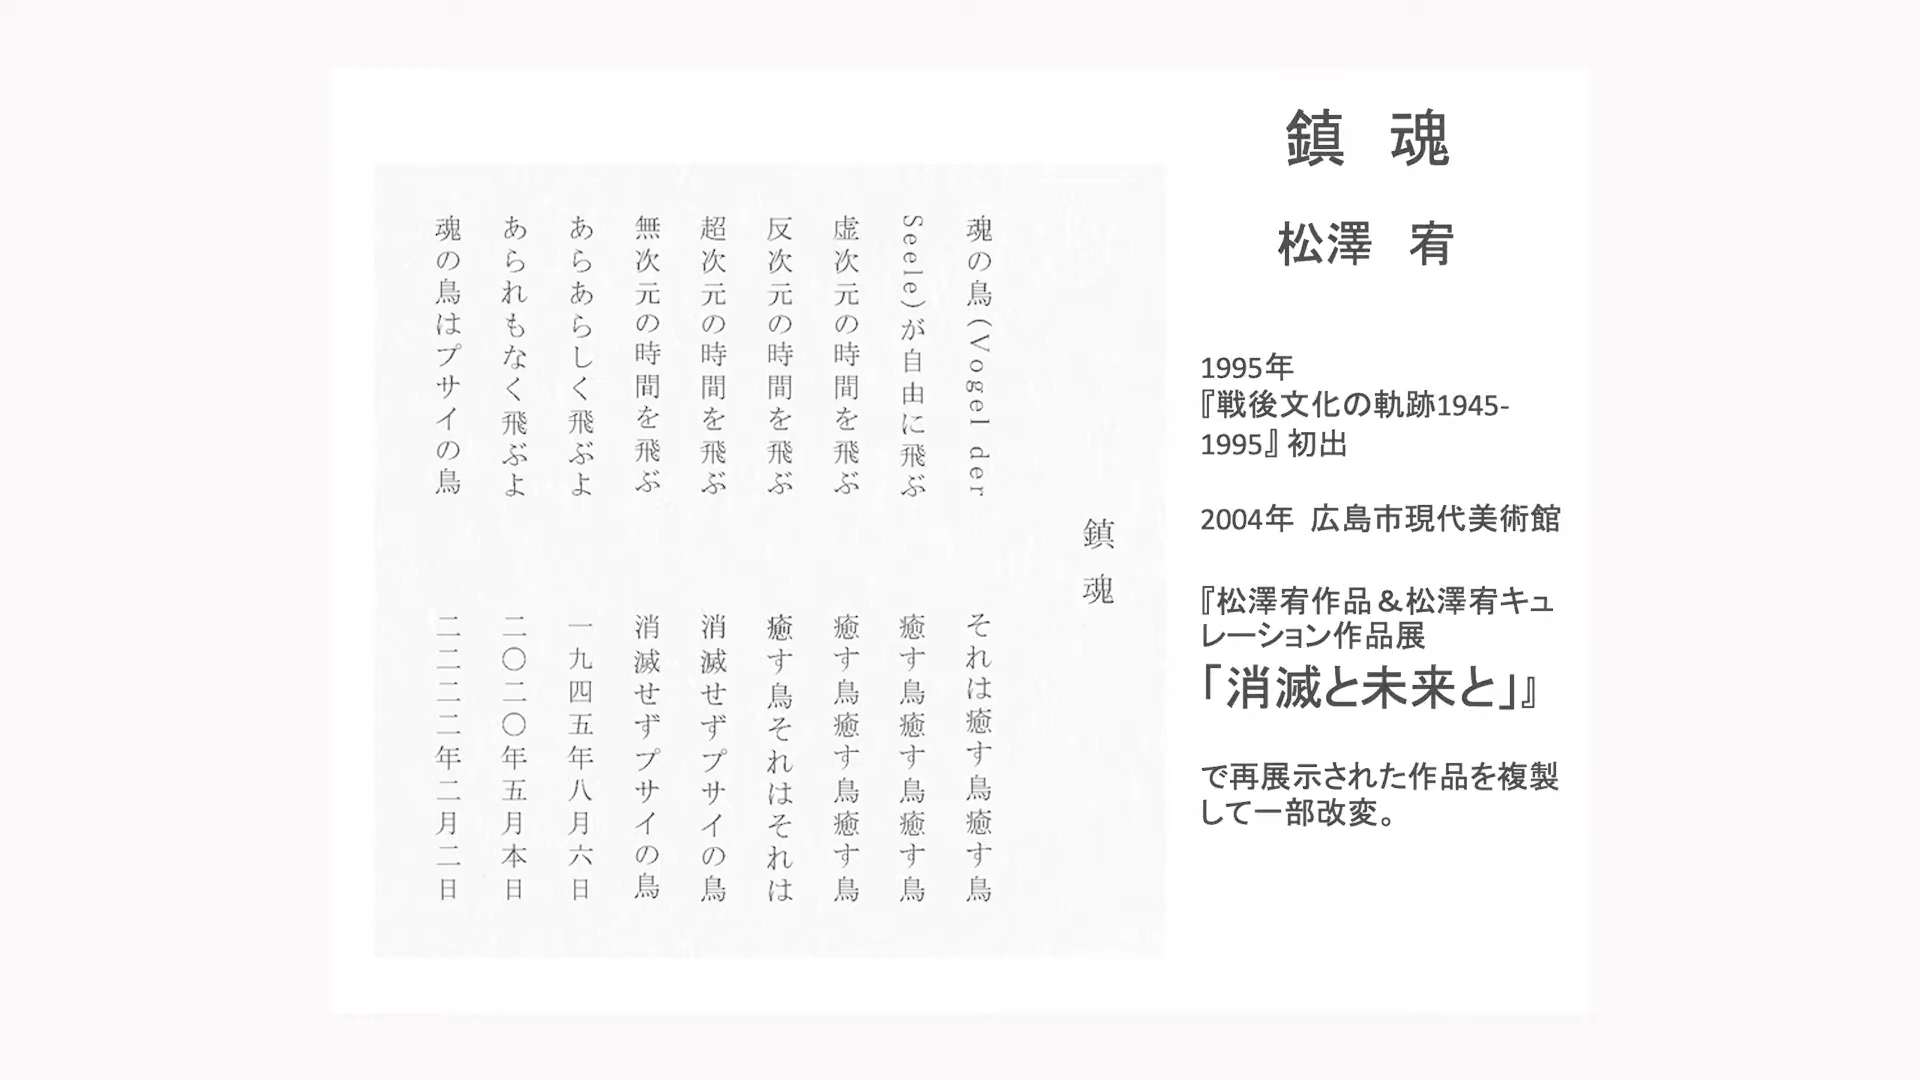 鎮魂
魂の鳥(Vogel der
Seele)が自由に飛ぶ
虚次元の時間を飛ぶ
反次元の時間を飛ぶ
超次元の時間を飛ぶ
無次元の時間を飛ぶ
あらあらしく飛ぶよ
あられもなく飛ぶよ
魂の鳥はプサイの鳥
それは癒す鳥癒す鳥
癒す鳥癒す鳥癒す鳥
癒す鳥癒す鳥癒す鳥
癒す鳥それはそれは
消滅せずプサイの鳥
消滅せずプサイの鳥
一九四五年八月六日
二〇二〇年五月本日
二二二二年二月二日
鎮 魂
松澤 宥
1995年
『戦後文化の軌跡1945-
1995』初出
2004年 広島市現代美術館
『松澤宥作品&松澤宥キュ
レーション作品展
「消滅と未来と」』
で再展示された作品を複製
して一部改変。